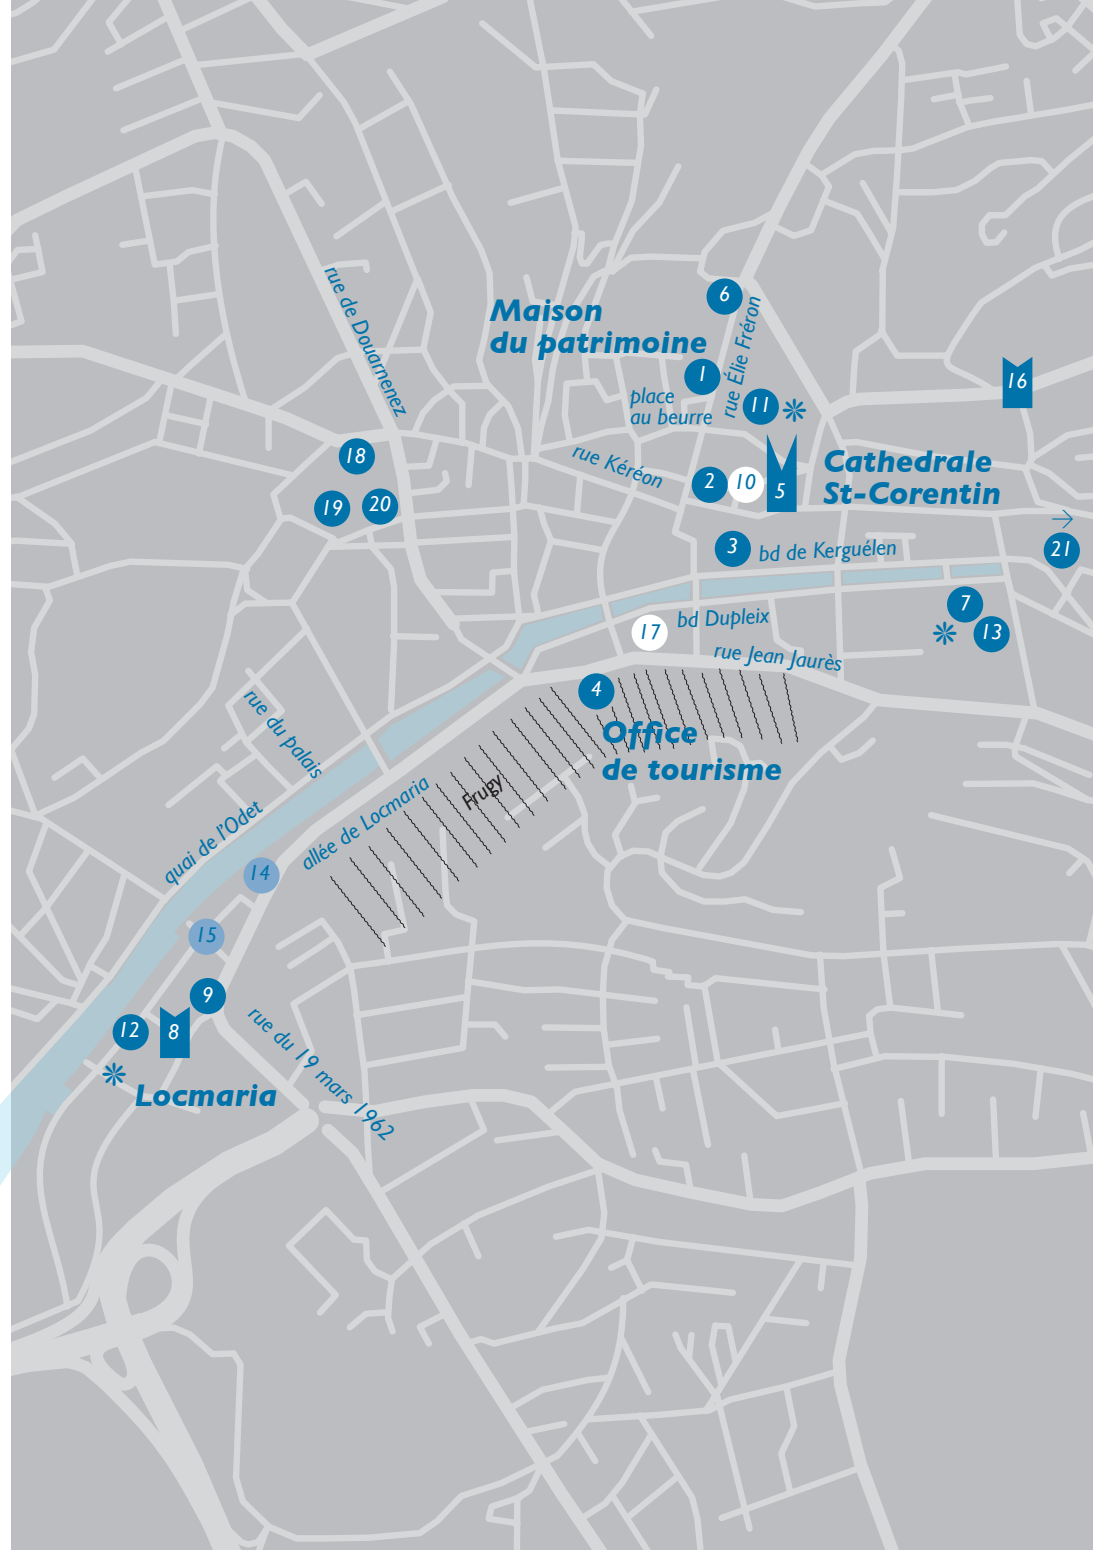 rue de Douarnenez
6
Maison
du patrimoine
rue Élie Fréron
1
place
au beurre
11
16
rue Kéréon
18
Cathedrale
St-Corentin
2
10
5
19
20
3
bd de Kerguélen
21
7
17
bd Dupleix
13
rue Jean Jaurès
4
rue du palais
Office
de tourisme
Frugy
quai de l'Odet
allée de Locmaria
14
15
9
12
8
rue du 19 mars 1962
Locmaria